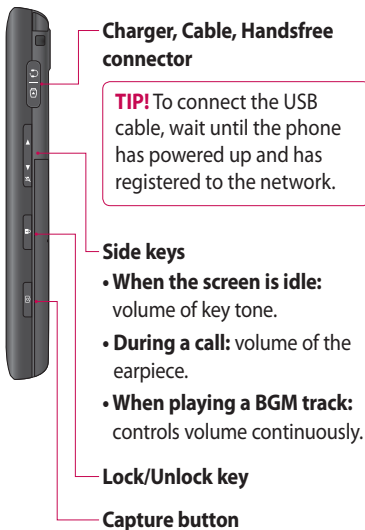 Charger, Cable, Handsfree
connector
TIP! To connect the USB
cable, wait until the phone
has powered up and has
registered to the network.
Side keys
• When the screen is idle:
volume of key tone.
• During a call: volume of the
earpiece.
• When playing a BGM track:
controls volume continuously.
Lock/Unlock key
Capture button